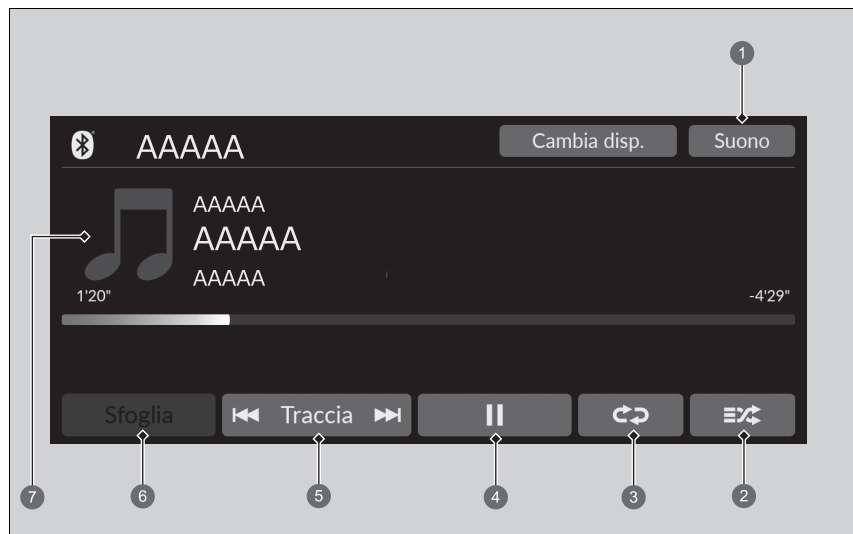 1
AAAAA
Cambia disp.
Suono
AAAAA
AAAAA
AAAAA
1'20"
-4'29"
Sfoglia
Traccia
7
6
5
4
3
2